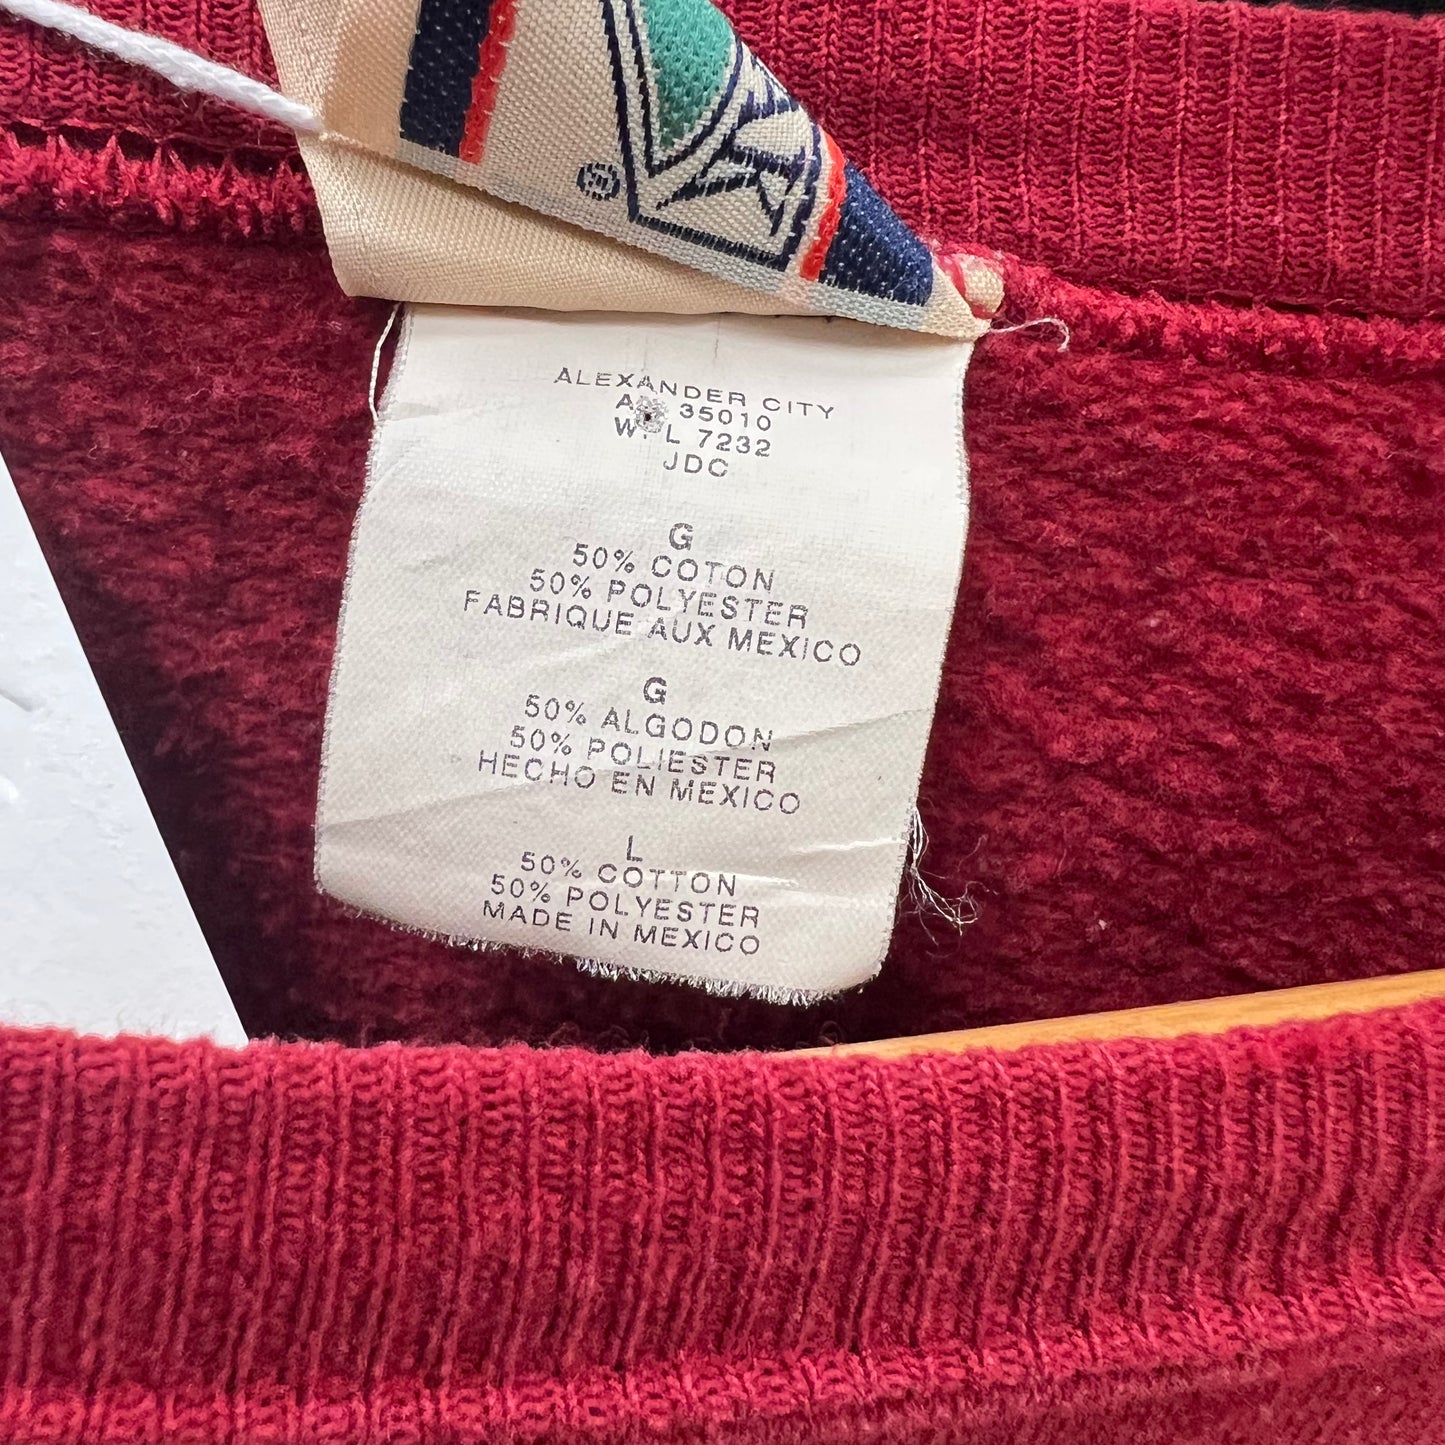 ®
ALEXANDER CITY
35010
7232
JDC
G
50% COTON
50% POLYESTER
FABRIQUE AUX MEXICO
G
50% ALGODON
50% POLIESTER
HECHO EN MEXICO
L
50% COTTON
50% POLYESTER
MADE IN MEXICO